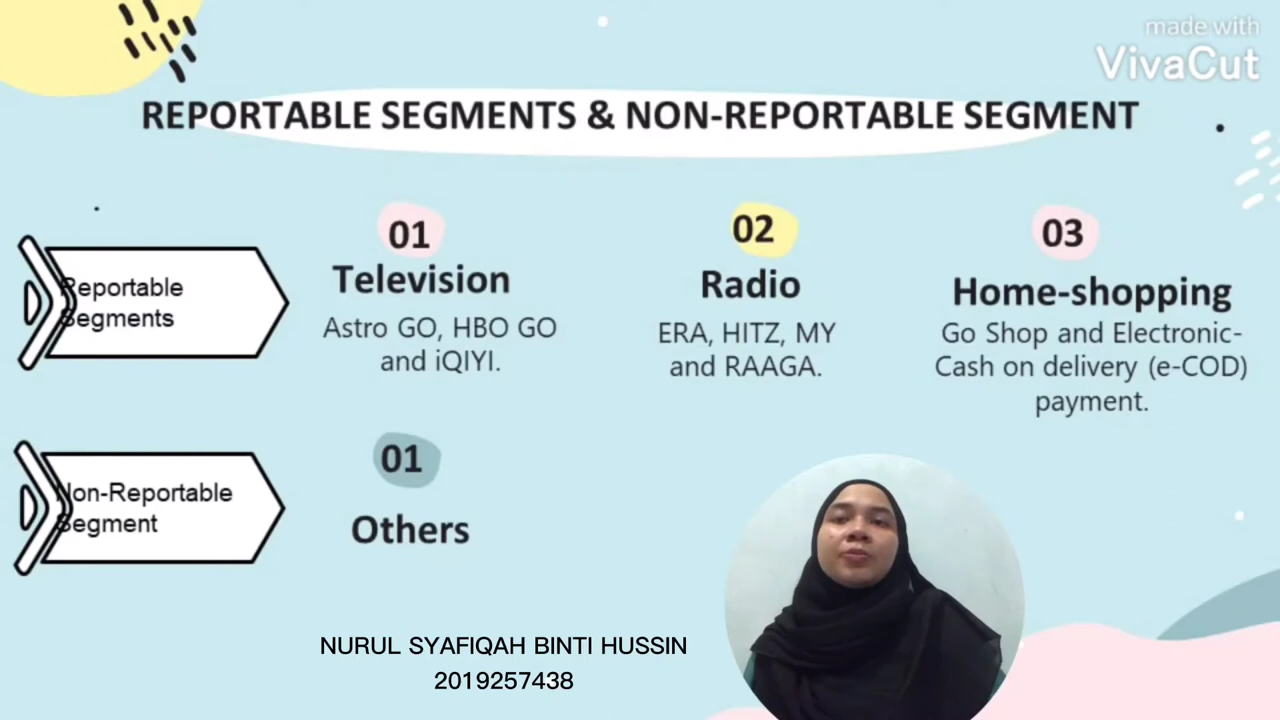 made with
VivaCut
REPORTABLE SEGMENTS & NON-REPORTABLE SEGMENT
Reportable
Segments
01
Television
Astro GO, HBO GO
and iQIYI.
02
Radio
ERA, HITZ, MY
and RAAGA.
03
Home-shopping
Go Shop and Electronic-
Cash on delivery (e-COD)
payment.
Non-Reportable
Segment
01
Others
NURUL SYAFIQAH BINTI HUSSIN
2019257438